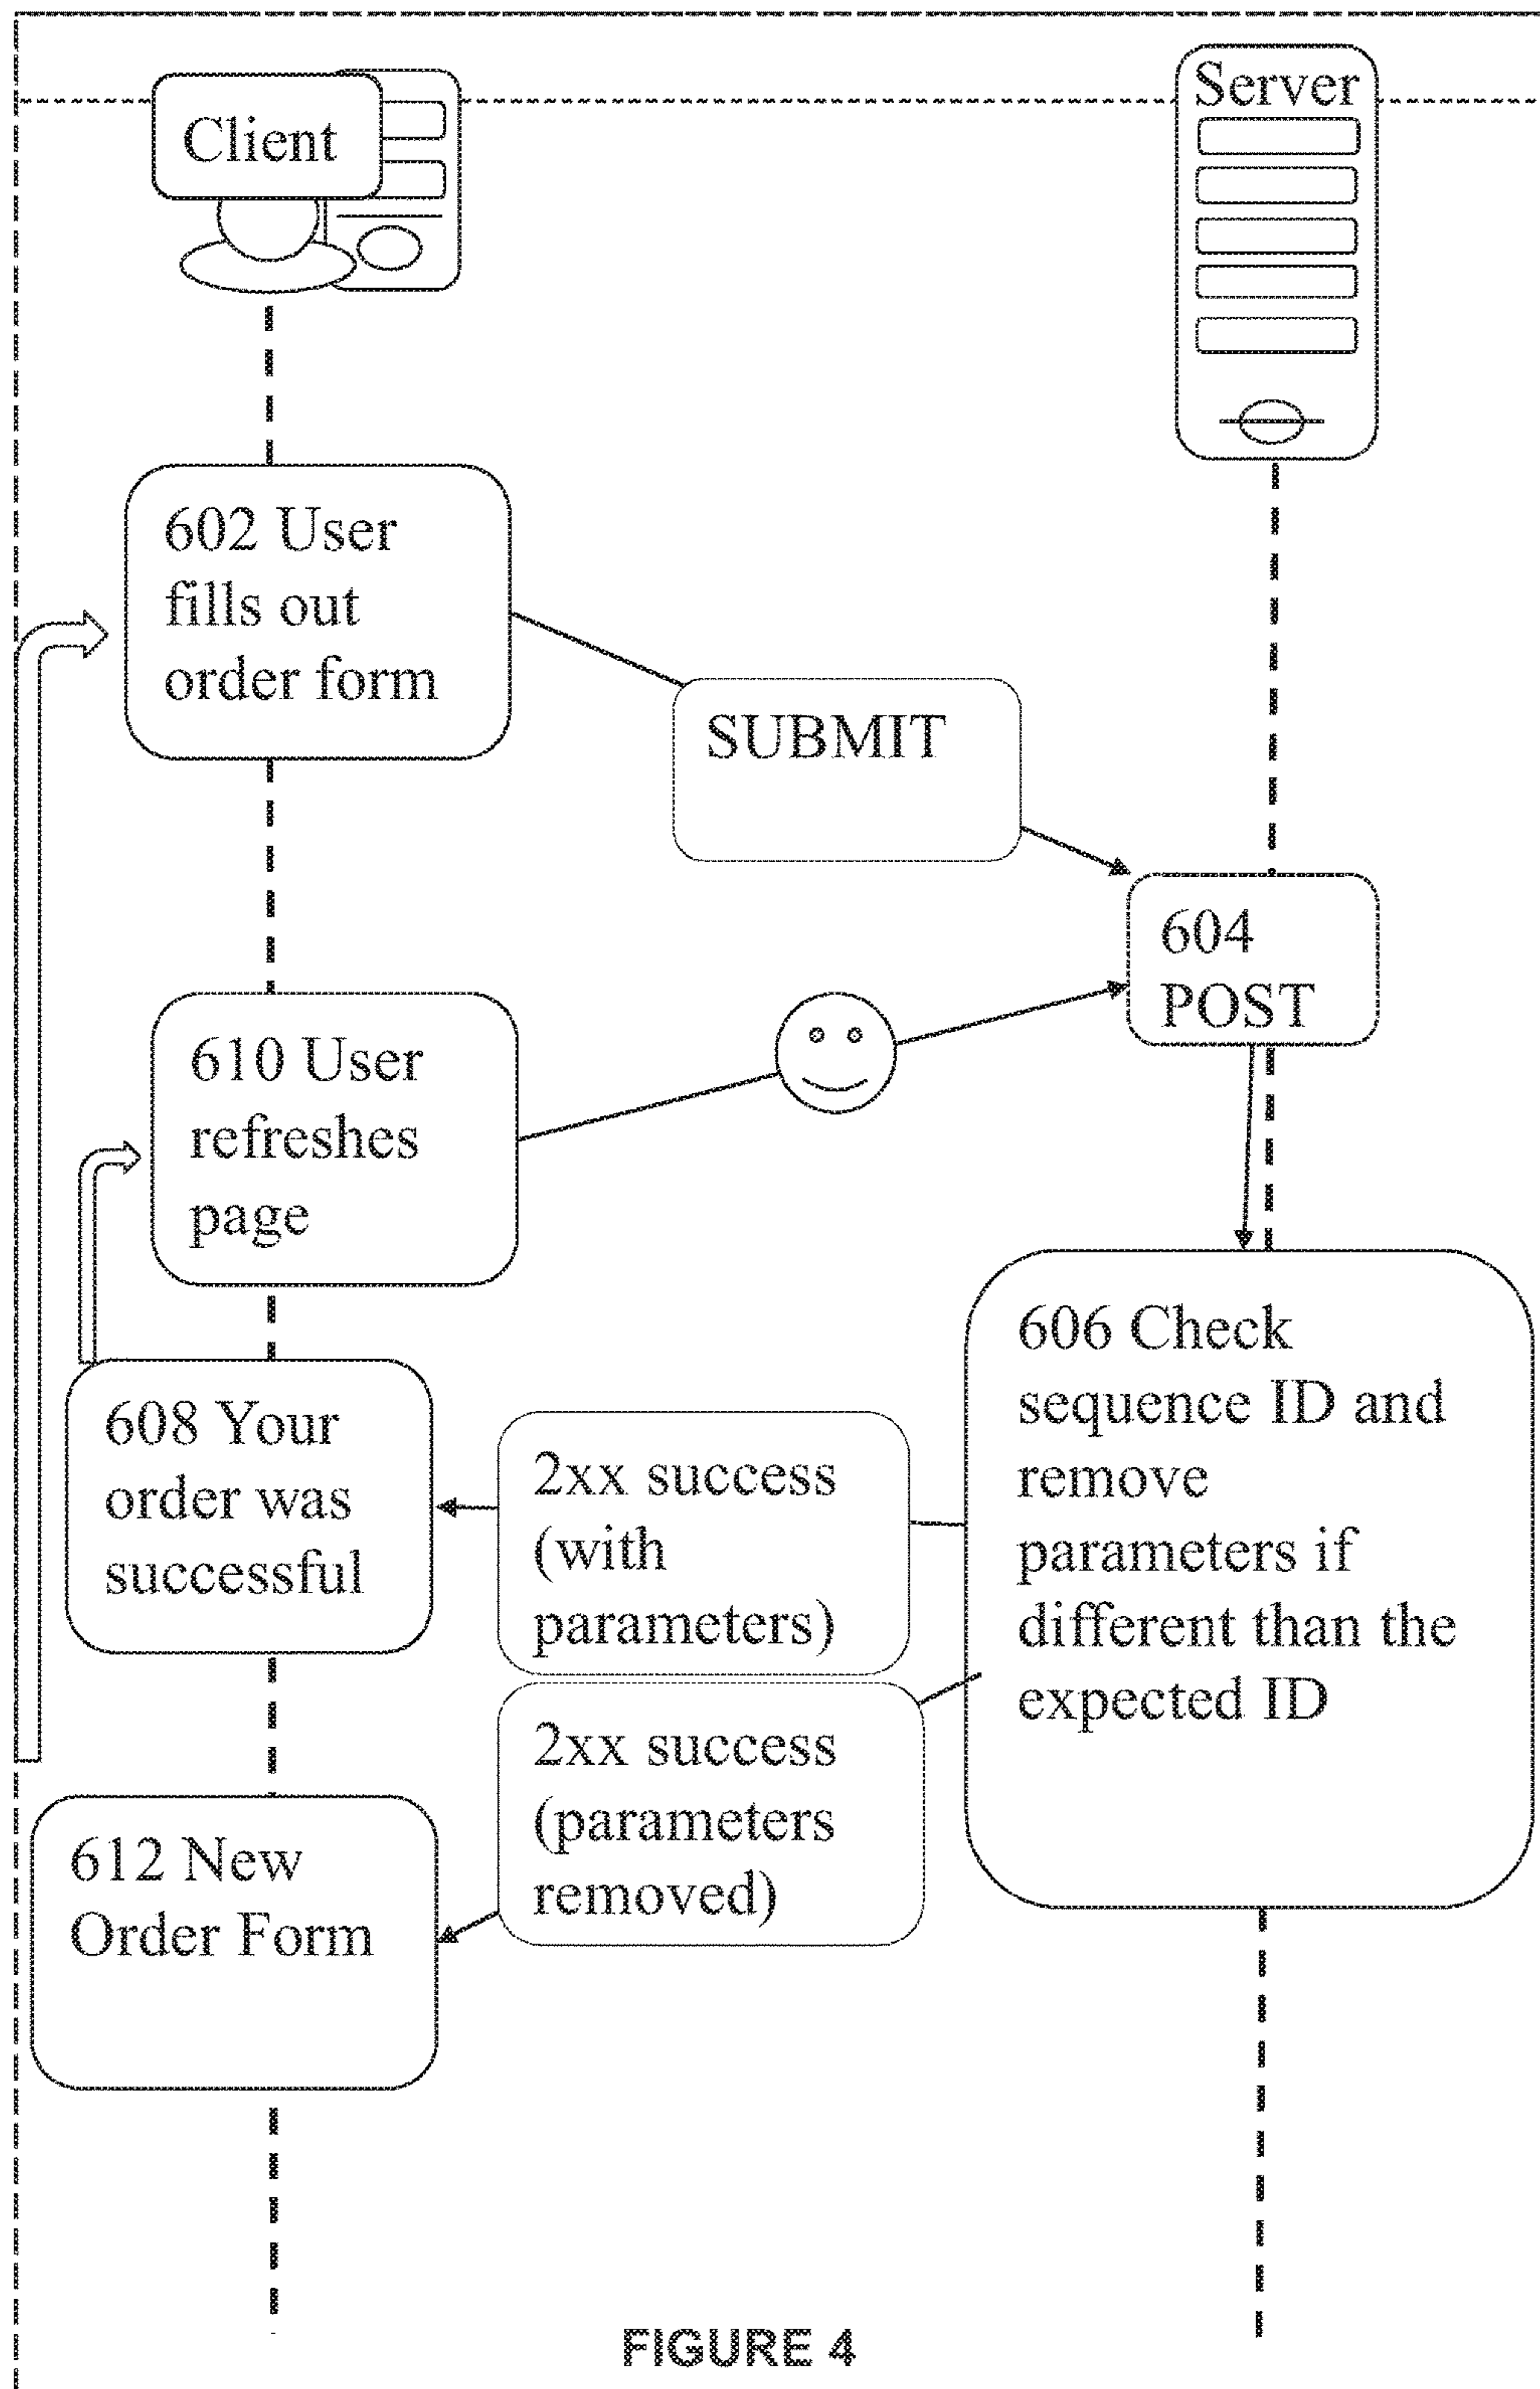 Client
Server
602 User
fills out
order form
SUBMIT
604
POST
610 User
refreshes
page
606 Check
sequence ID and
remove
parameters if
different than the
expected ID
608 Your
order was
successful
2xx success
(with
parameters)
2xx success
(parameters
removed)
612 New
Order Form
FIGURE 4